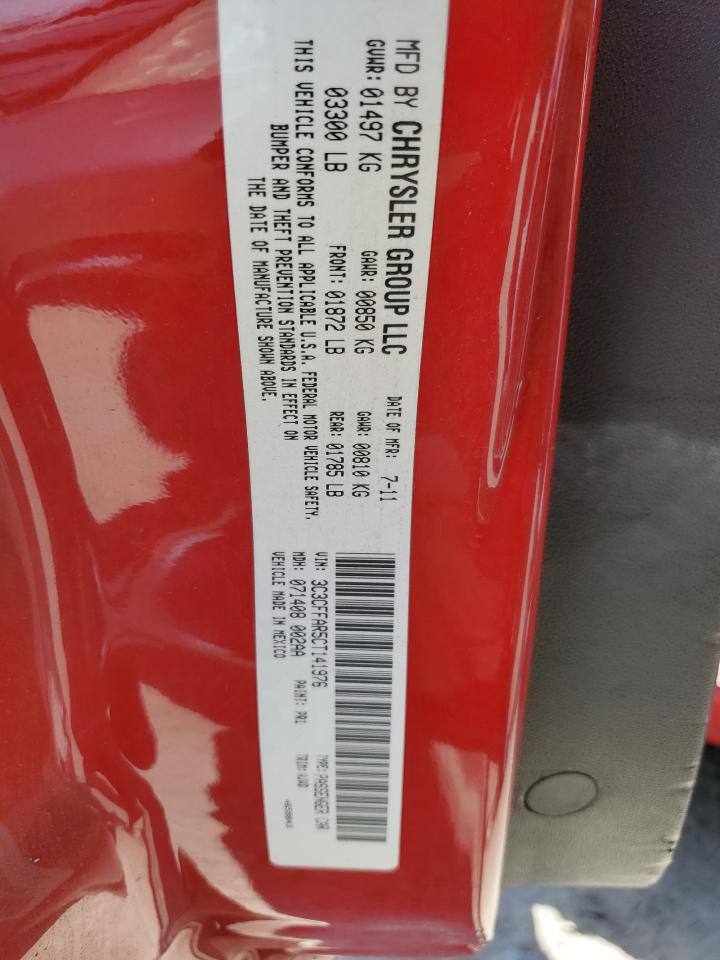 MFD BY CHRYSLER GROUP LLC
DATE OF MFR: 7-11
GVWR: 01497 KG
GAWR: 00850 KG
GAWR: 00810 KG
03300 LB
FRONT: 01872 LB
REAR: 01785 LB
THIS VEHICLE CONFORMS TO ALL APPLICABLE U.S.A. FEDERAL MOTOR VEHICLE SAFETY,
BUMPER AND THEFT PREVENTION STANDARDS IN EFFECT ON
THE DATE OF MANUFACTURE SHOWN ABOVE.
VIN: 3C3CFFAR5CT141976
TYPE: PASSENGER CAR
MDH: 071408 002AA
PAINT: PR1
TRIM:
VEHICLE MADE IN MEXICO